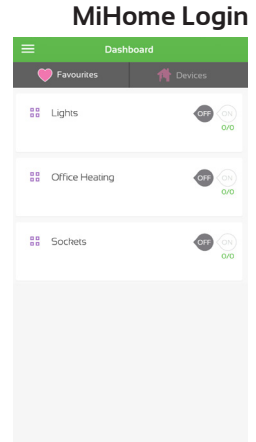 MiHome Login
Dashboard
Favourites Devices
Lights OFF ON
0/0
Office Heating OFF ON
0/0
Sockets OFF ON
0/0